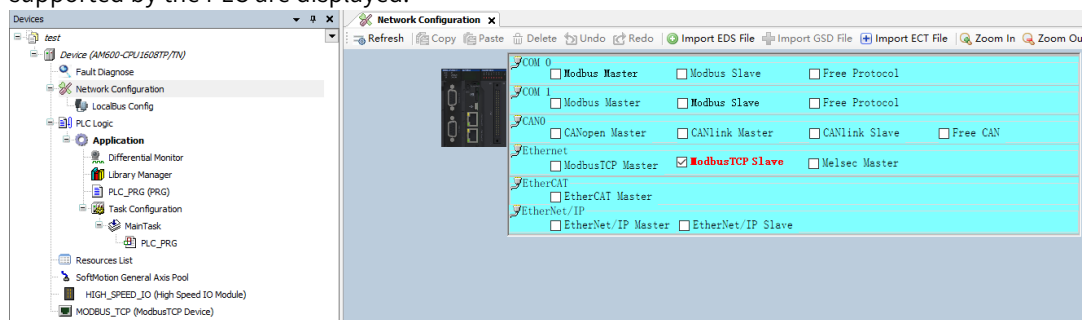 supported by the PLC are displayed.
Devices
Network Configuration
test
Refresh Copy Paste Delete Undo Redo Import EDS File Import GSD File Import ECT File Zoom In Zoom Ou
Device (AM600-CPU1608TP/TN)
Fault Diagnose
Network Configuration
LocalBus Config
PLC Logic
Application
Differential Monitor
Library Manager
PLC_PRG (PRG)
Task Configuration
MainTask
PLC_PRG
Resources List
SoftMotion General Axis Pool
HIGH_SPEED_IO (High Speed IO Module)
MODBUS_TCP (ModbusTCP Device)
COM 0
Modbus Master Modbus Slave Free Protocol
COM 1
Modbus Master Modbus Slave Free Protocol
CAN0
CANopen Master CANlink Master CANlink Slave Free CAN
Ethernet
ModbusTCP Master ModbusTCP Slave Melsec Master
EtherCAT
EtherCAT Master
EtherNet/IP
EtherNet/IP Master EtherNet/IP Slave